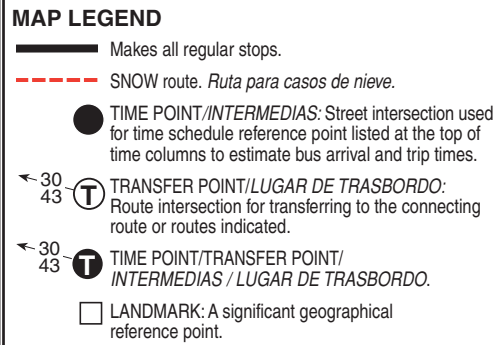 MAP LEGEND
Makes all regular stops.
SNOW route. Ruta para casos de nieve.
TIME POINT/INTERMEDIAS: Street intersection used
for time schedule reference point listed at the top of
time columns to estimate bus arrival and trip times.
30
43 T TRANSFER POINT/LUGAR DE TRASBORDO:
Route intersection for transferring to the connecting
route or routes indicated.
30
43 T TIME POINT/TRANSFER POINT/
INTERMEDIAS / LUGAR DE TRASBORDO.
LANDMARK: A significant geographical
reference point.